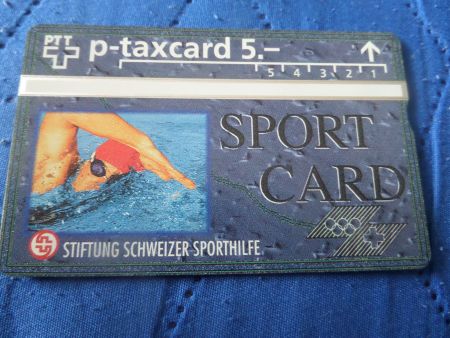 PTT
p-taxcard 5.–
5 4 3 2 1
SPORT
CARD
STIFTUNG SCHWEIZER SPORTHILFE